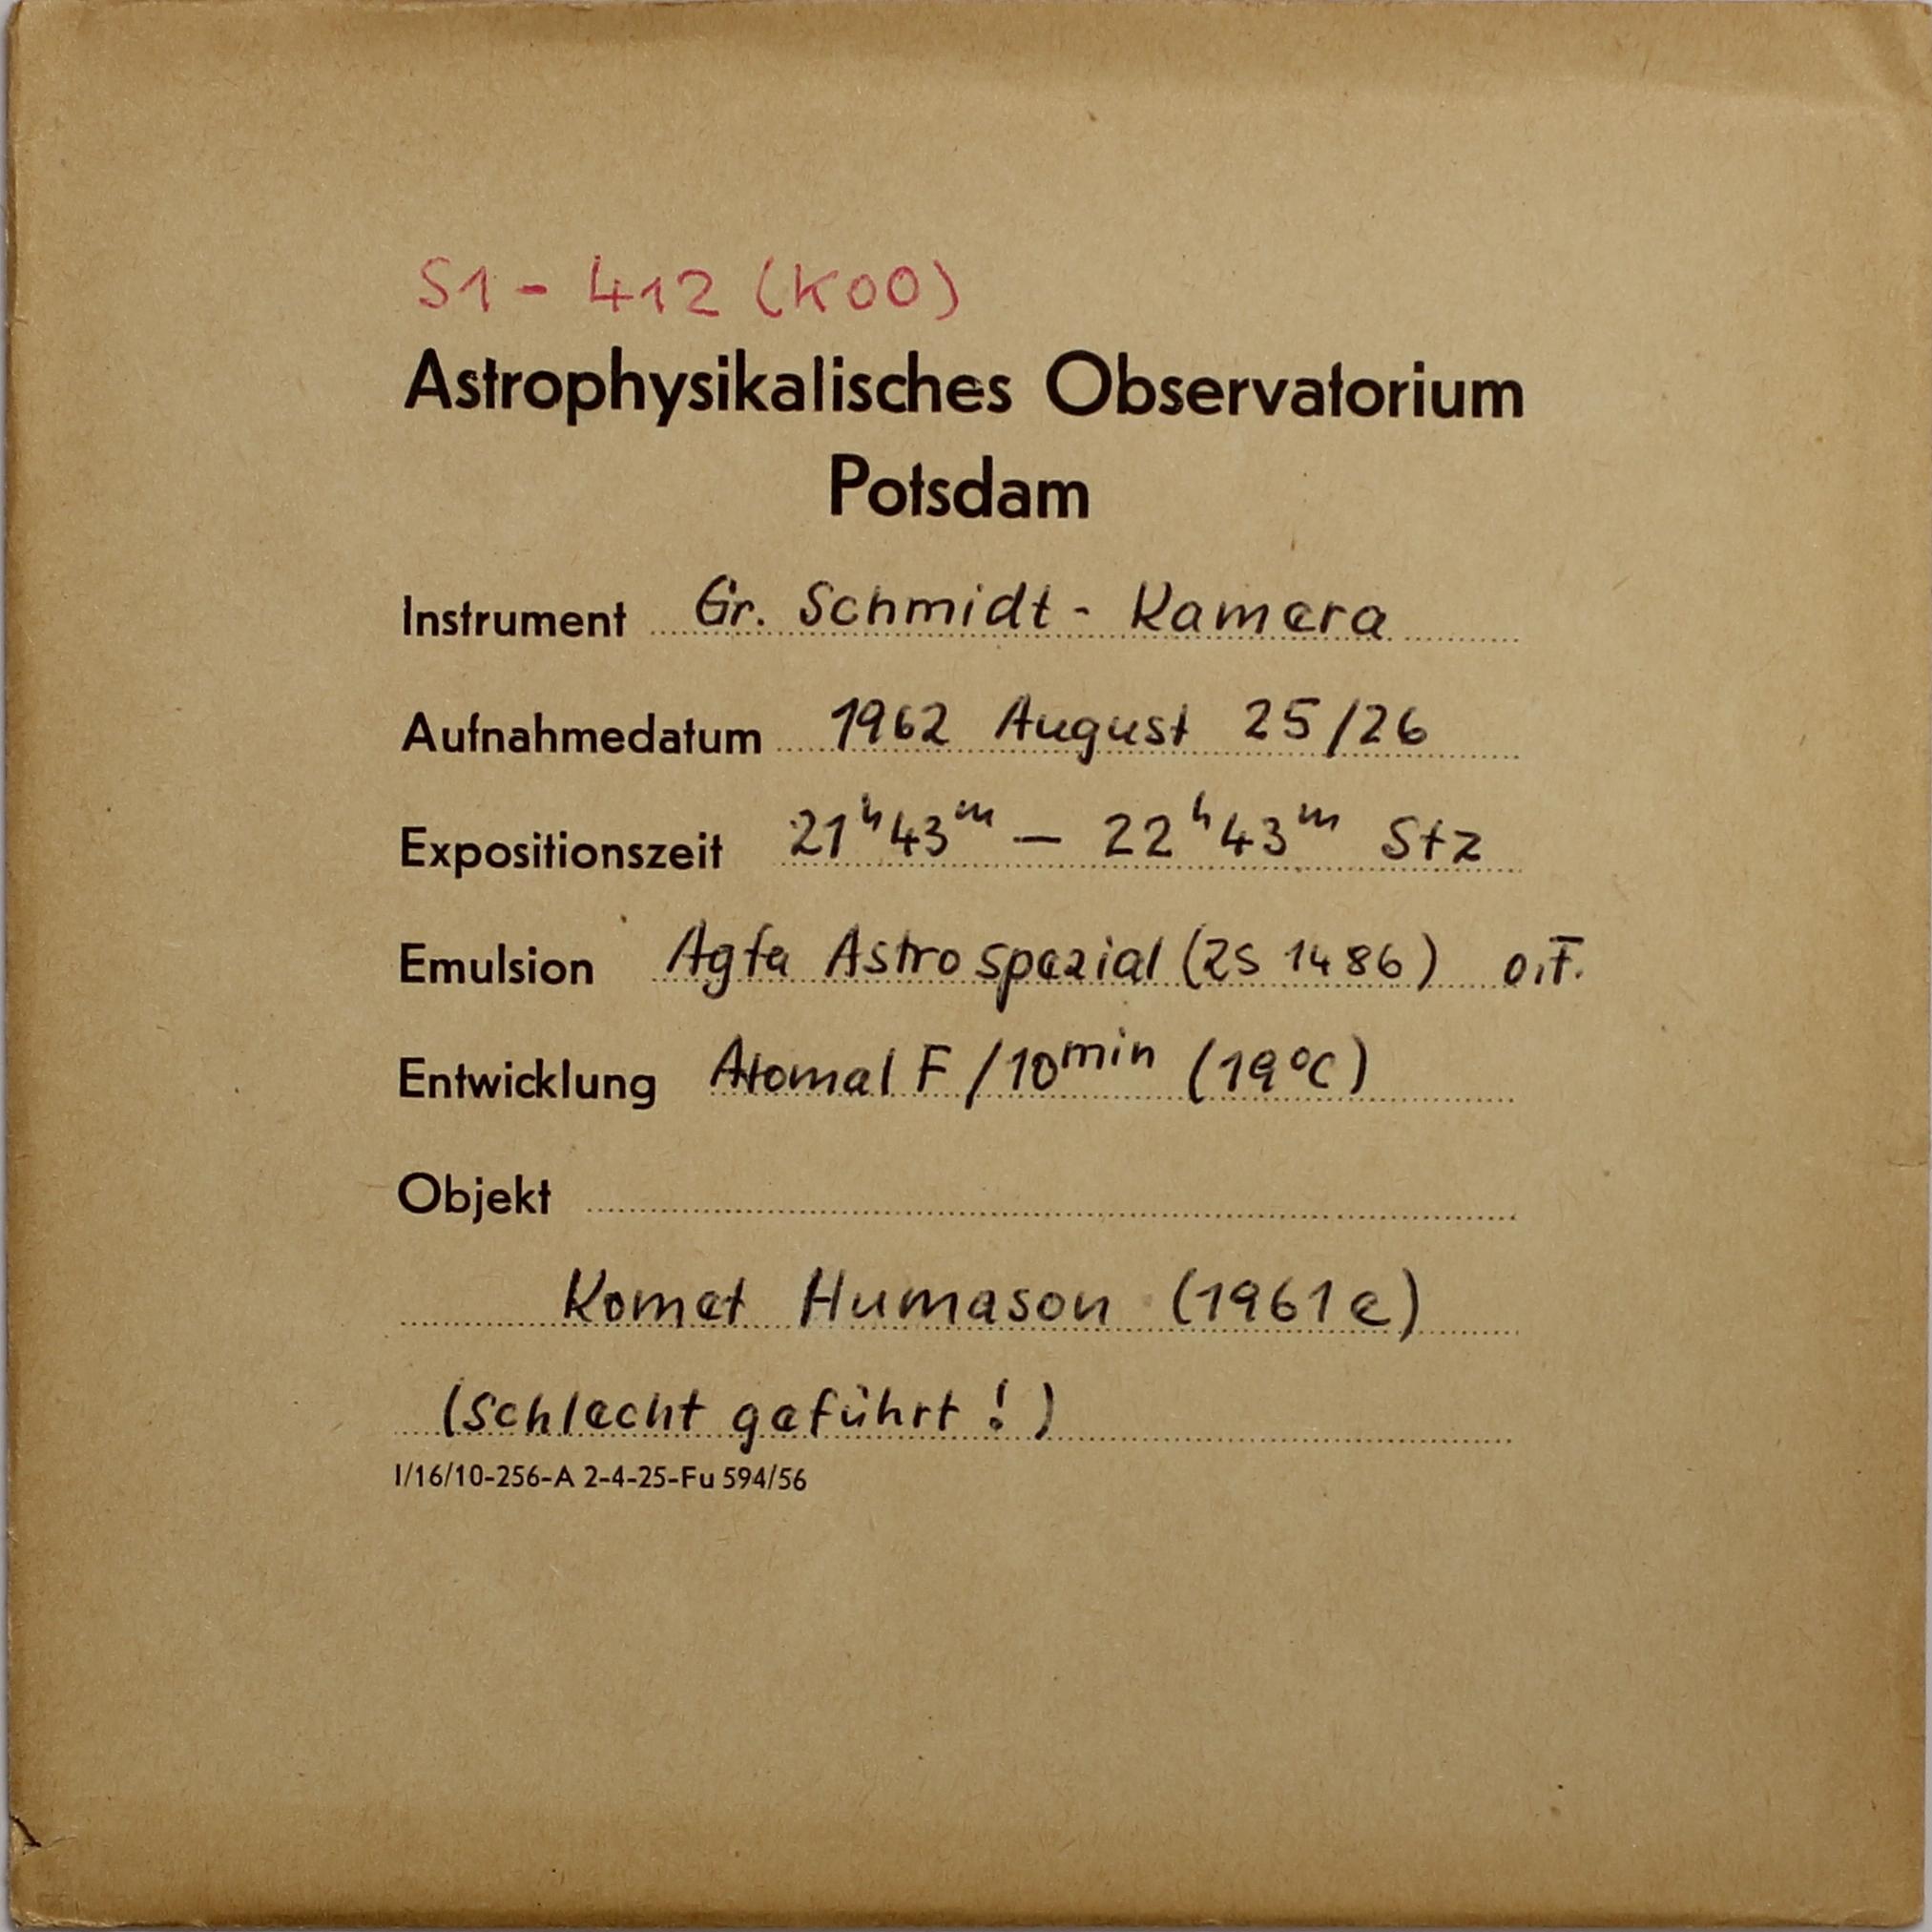 S1 - 412 (K00)
Astrophysikalisches Observatorium
Potsdam
Instrument Gr. Schmidt - Kamera
Aufnahmedatum 1962 August 25/26
Expositionszeit 21h43m — 22h43m Stz
Emulsion Agfa Astro spezial (ZS 1486) o.F.
Entwicklung Atomal F / 10min (19°C)
Objekt
Komet Humason (1961e)
(schlecht geführt!)
I/16/10-256-A 2-4-25-Fu 594/56